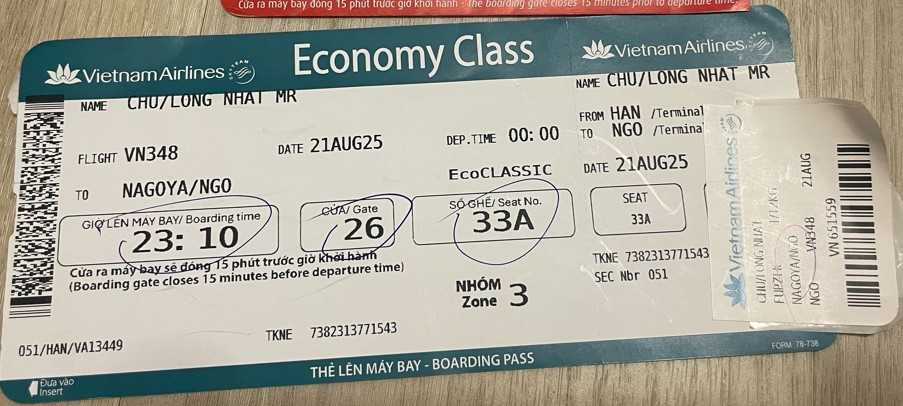 Cửa ra máy bay đóng 15 phút trước giờ khởi hành - The boarding gate closes 15 minutes prior to departure time.
Vietnam Airlines
SKYTEAM
Economy Class
NAME CHU/LONG NHAT MR
FLIGHT VN348
DATE 21AUG25
DEP.TIME 00:00
TO NAGOYA/NGO
EcoCLASSIC
GIỜ LÊN MÁY BAY/ Boarding time
23:10
CỬA/ Gate
26
SỐ GHẾ/ Seat No.
33A
Cửa ra máy bay sẽ đóng 15 phút trước giờ khởi hành
(Boarding gate closes 15 minutes before departure time)
NHÓM
Zone 3
TKNE 7382313771543
051/HAN/VA13449
Đưa vào
Insert
THẺ LÊN MÁY BAY - BOARDING PASS
Vietnam Airlines
NAME CHU/LONG NHAT MR
FROM HAN /Terminal
TO NGO /Termina
DATE 21AUG25
SEAT
33A
TKNE 7382313771543
SEC Nbr 051
FORM: 78-738
Vietnam Airlines
CHU/LONG NHAT
NAGOYA/NGO
NGO VN348 21AUG
VN 651559